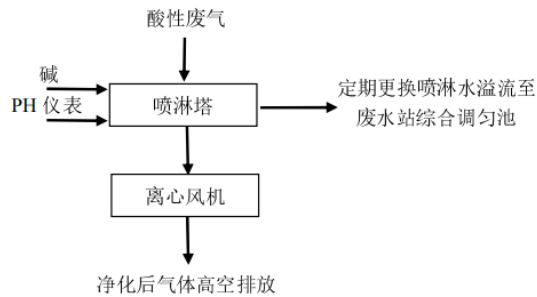 酸性废气
碱
PH 仪表
喷淋塔
定期更换喷淋水溢流至
废水站综合调匀池
离心风机
净化后气体高空排放